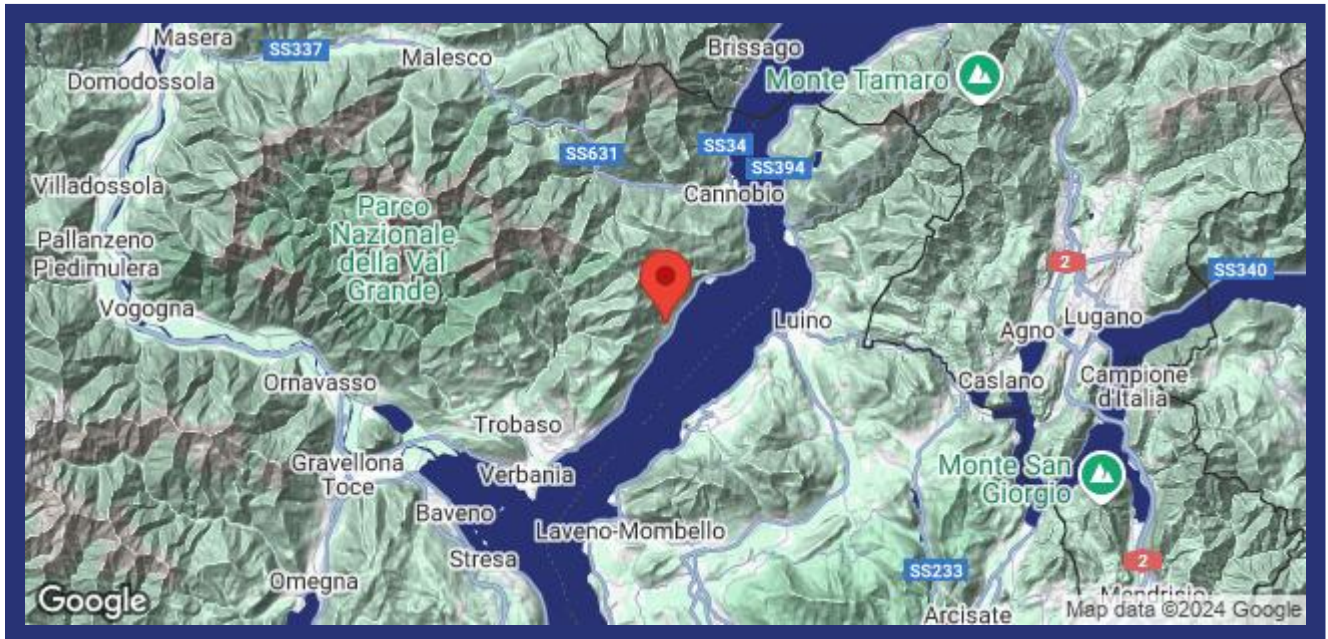 Masera
SS337
Malesco
Brissago
Domodossola
Monte Tamaro
SS34
SS631
SS394
Villadossola
Cannobio
Parco
Nazionale
della Val
Grande
Pallanzeno
Piedimulera
2
SS340
Vogogna
Luino
Agno
Lugano
Ornavasso
Caslano
Campione
d'Italia
Trobaso
Gravellona
Toce
Verbania
Monte San
Giorgio
Baveno
Laveno-Mombello
Stresa
SS233
2
Omegna
Mendrisio
Google
Arcisate
Map data ©2024 Google